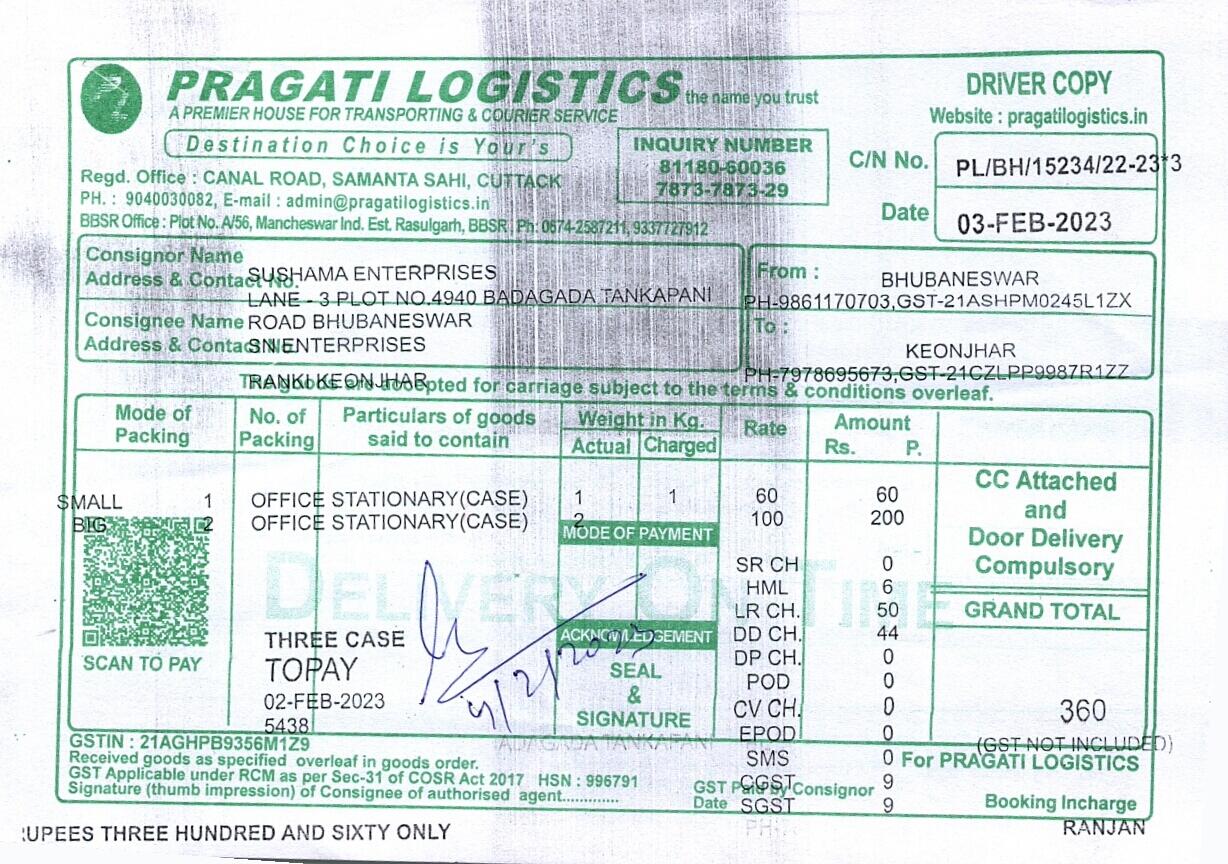 PRAGATI LOGISTICS the name you trust
A PREMIER HOUSE FOR TRANSPORTING & COURIER SERVICE
Destination Choice is Your's
Regd. Office : CANAL ROAD, SAMANTA SAHI, CUTTACK
PH. : 9040030082, E-mail : admin@pragatilogistics.in
BBSR Office : Plot No. A/56, Mancheswar Ind. Est. Rasulgarh, BBSR, Ph: 0674-2587211, 9337727912
INQUIRY NUMBER
81180-60036
7873-7873-29
DRIVER COPY
Website : pragatilogistics.in
C/N No. PL/BH/15234/22-23*3
Date 03-FEB-2023
Consignor Name
Address & Contact No.
SUSHAMA ENTERPRISES
LANE - 3 PLOT NO.4940 BADAGADA TANKAPANI
ROAD BHUBANESWAR
From : BHUBANESWAR
PH-9861170703,GST-21ASHPM0245L1ZX
Consignee Name
Address & Contact No.
SN ENTERPRISES
RANKI KEONJHAR
To : KEONJHAR
PH-7978695673,GST-21CZLPP9987R1ZZ
The goods are accepted for carriage subject to the terms & conditions overleaf.
Mode of Packing No. of Packing Particulars of goods said to contain Weight in Kg. Actual Charged Rate Amount Rs. P.
SMALL 1 OFFICE STATIONARY(CASE) 1 1 60 60
BIG 2 OFFICE STATIONARY(CASE) 2 100 200
MODE OF PAYMENT
SR CH. 0
HML 6
LR CH. 50
DD CH. 44
DP CH. 0
POD 0
CV CH. 0
EPOD 0
SMS 0
CGST 9
SGST 9
CC Attached
and
Door Delivery
Compulsory
GRAND TOTAL
360
(GST NOT INCLUDED)
DELIVERY ON TIME
SCAN TO PAY
THREE CASE
TOPAY
02-FEB-2023
5438
ACKNOWLEDGEMENT
SEAL
&
SIGNATURE
4/2/2023
ADAGADA TANKAPANI
GSTIN : 21AGHPB9356M1Z9
Received goods as specified overleaf in goods order.
GST Applicable under RCM as per Sec-31 of COSR Act 2017 HSN : 996791
Signature (thumb impression) of Consignee of authorised agent..............
GST Paid by Consignor
Date
PH-7
For PRAGATI LOGISTICS
Booking Incharge
RANJAN
RUPEES THREE HUNDRED AND SIXTY ONLY